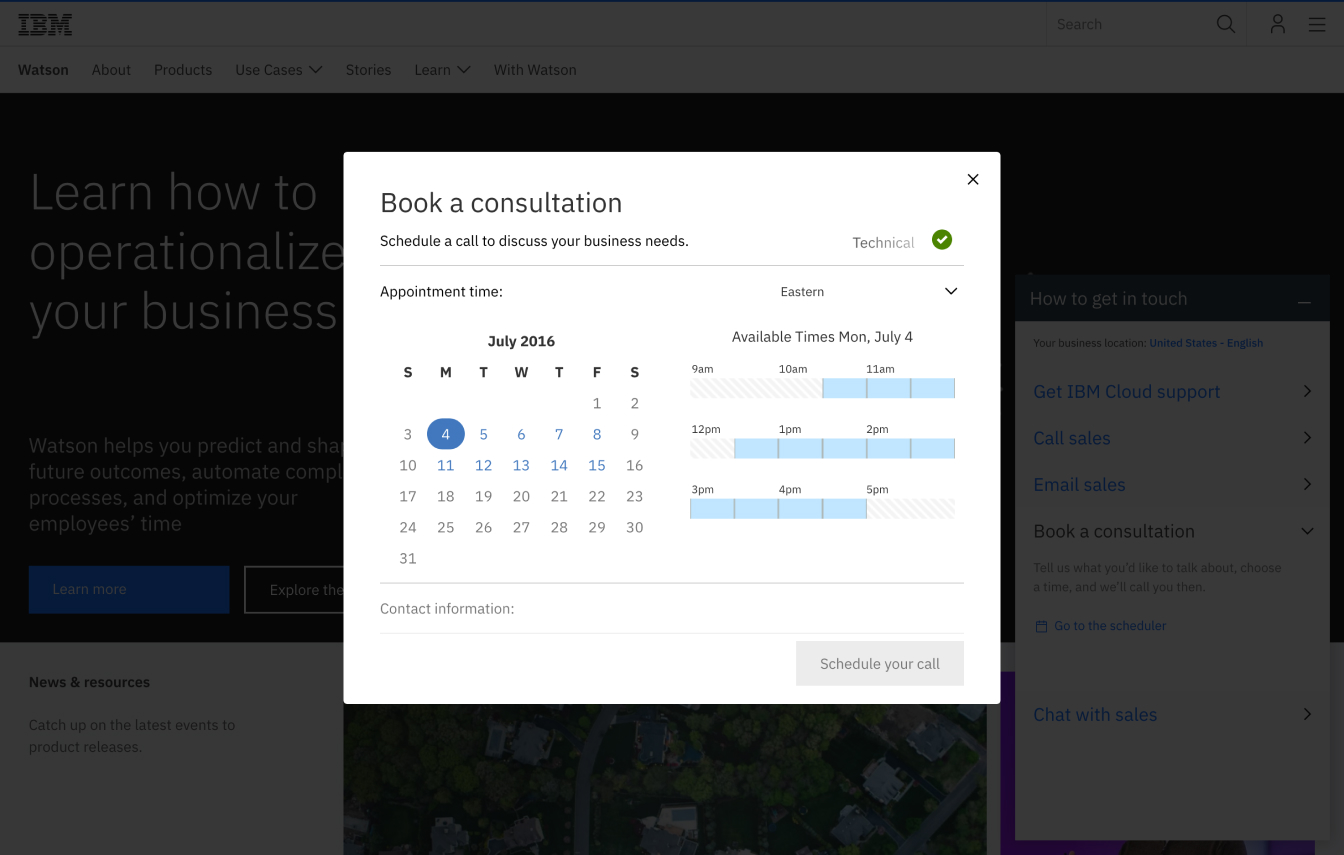 IBM
Search
Watson About Products Use Cases Stories Learn With Watson
Learn how to
operationalize
your business
Watson helps you predict and
future outcomes, automate
processes, and optimize your
employees’ time
Learn more
Explore the
News & resources
Catch up on the latest events to
product releases.
Book a consultation
Schedule a call to discuss your business needs.
Technical
Appointment time:
Eastern
July 2016
S M T W T F S
1 2
3 4 5 6 7 8 9
10 11 12 13 14 15 16
17 18 19 20 21 22 23
24 25 26 27 28 29 30
31
Available Times Mon, July 4
9am 10am 11am
12pm 1pm 2pm
3pm 4pm 5pm
Contact information:
Schedule your call
How to get in touch
Your business location: United States - English
Get IBM Cloud support
Call sales
Email sales
Book a consultation
Tell us what you’d like to talk about, choose
a time, and we’ll call you then.
Go to the scheduler
Chat with sales